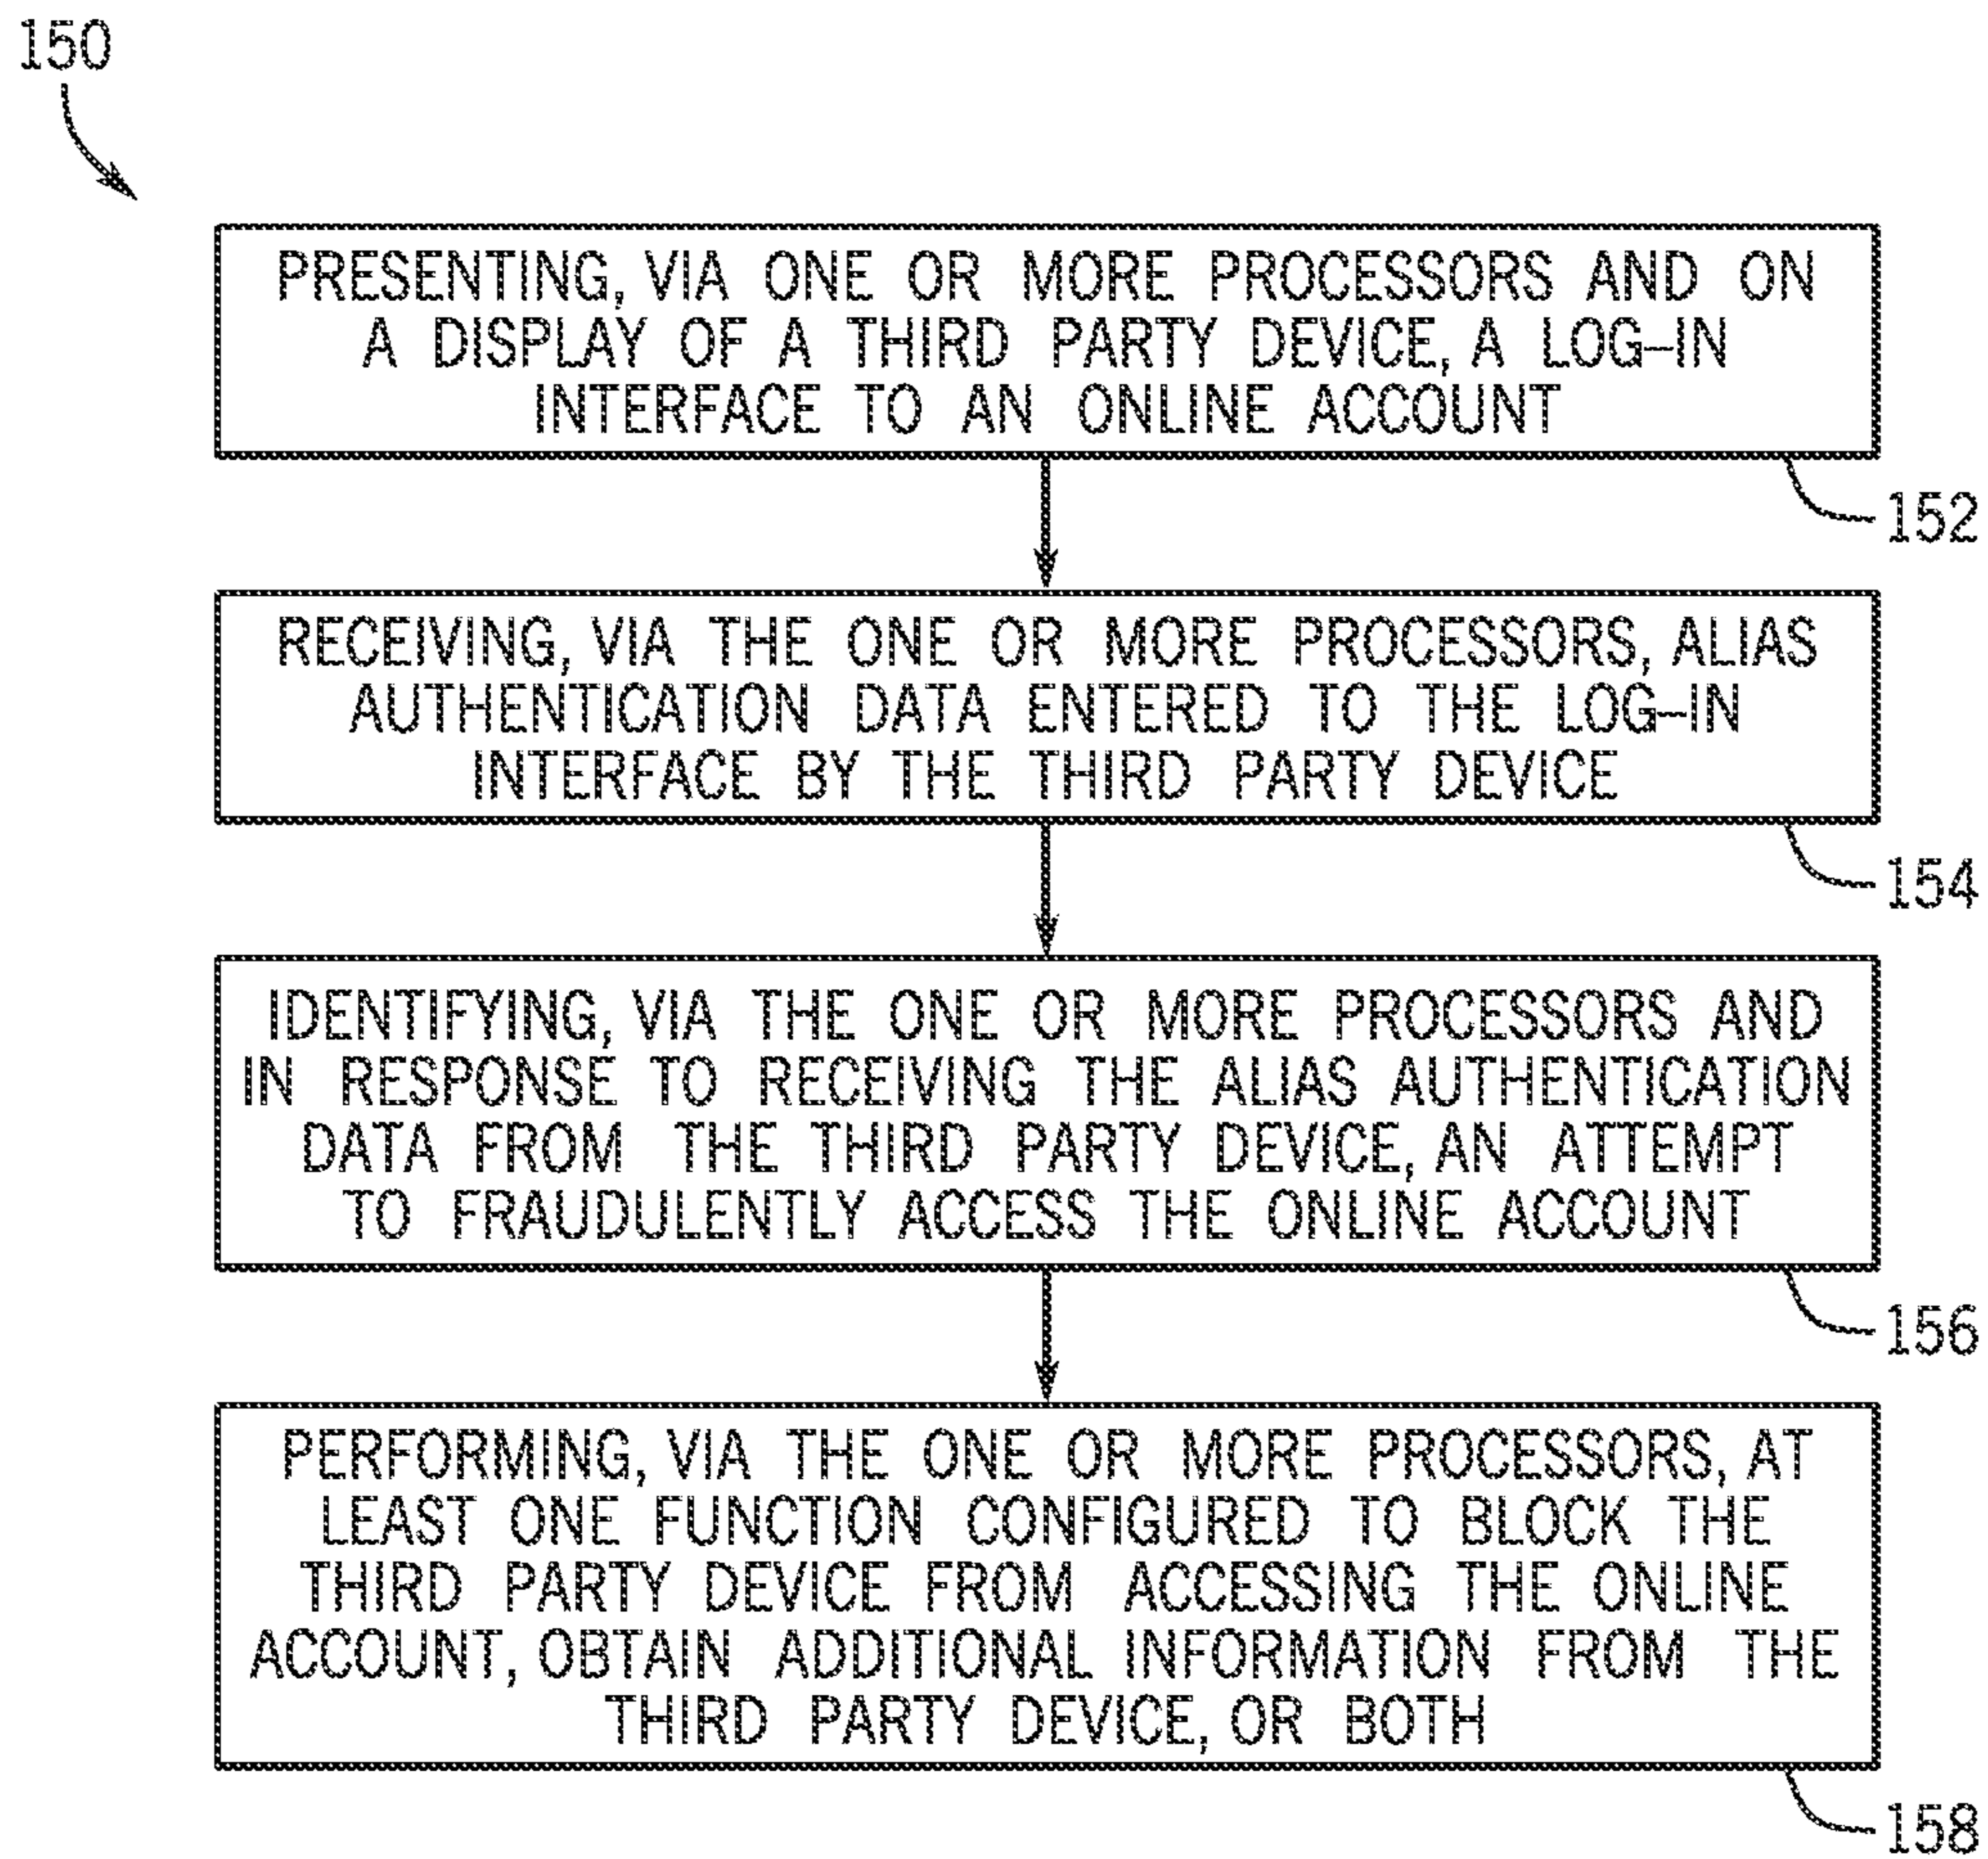 150
PRESENTING, VIA ONE OR MORE PROCESSORS AND ON
A DISPLAY OF A THIRD PARTY DEVICE, A LOG–IN
INTERFACE TO AN ONLINE ACCOUNT
152
RECEIVING, VIA THE ONE OR MORE PROCESSORS, ALIAS
AUTHENTICATION DATA ENTERED TO THE LOG–IN
INTERFACE BY THE THIRD PARTY DEVICE
154
IDENTIFYING, VIA THE ONE OR MORE PROCESSORS AND
IN RESPONSE TO RECEIVING THE ALIAS AUTHENTICATION
DATA FROM THE THIRD PARTY DEVICE, AN ATTEMPT
TO FRAUDULENTLY ACCESS THE ONLINE ACCOUNT
156
PERFORMING, VIA THE ONE OR MORE PROCESSORS, AT
LEAST ONE FUNCTION CONFIGURED TO BLOCK THE
THIRD PARTY DEVICE FROM ACCESSING THE ONLINE
ACCOUNT, OBTAIN ADDITIONAL INFORMATION FROM THE
THIRD PARTY DEVICE, OR BOTH
158